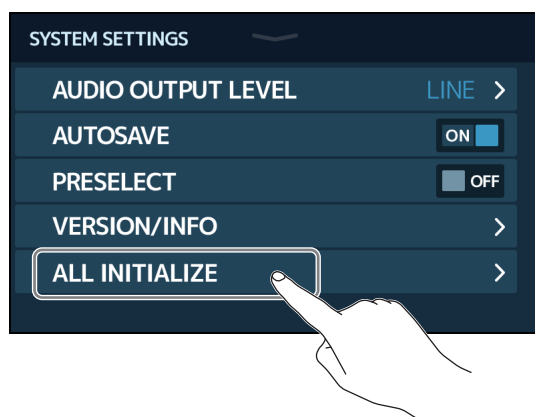 SYSTEM SETTINGS
AUDIO OUTPUT LEVEL LINE >
AUTOSAVE ON
PRESELECT OFF
VERSION/INFO >
ALL INITIALIZE >